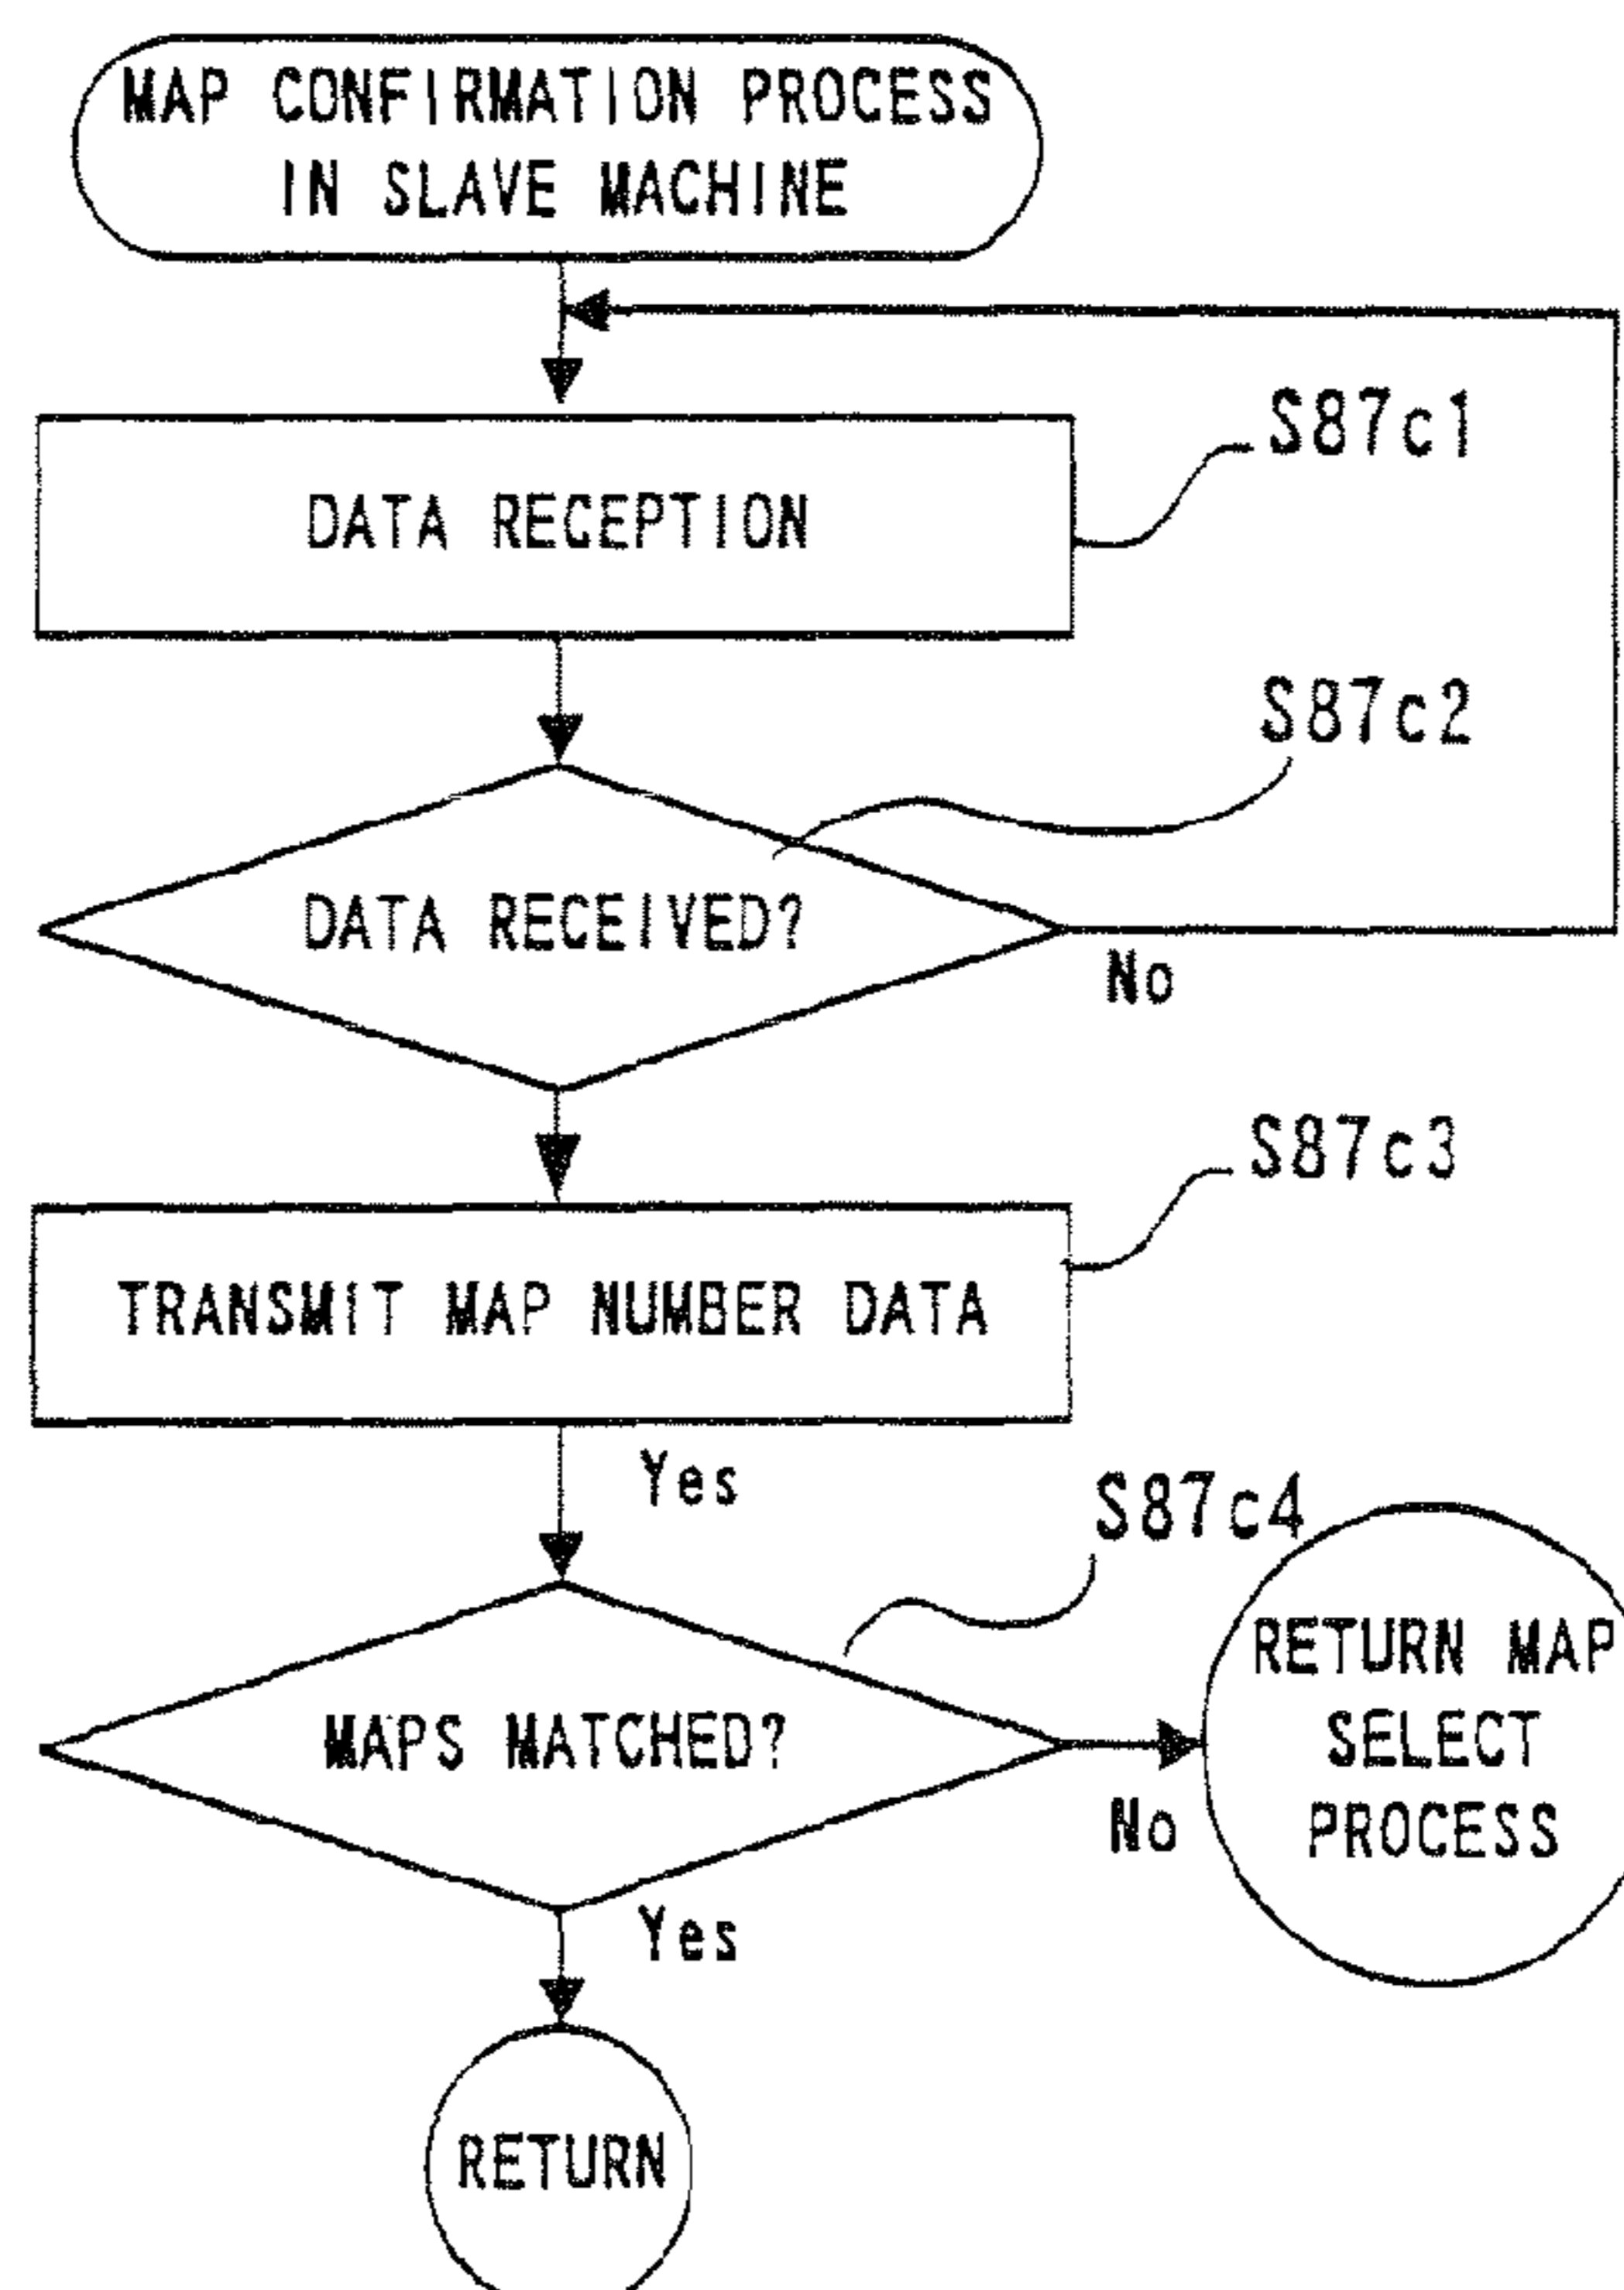 MAP CONFIRMATION PROCESS
IN SLAVE MACHINE
S87c1
DATA RECEPTION
S87c2
DATA RECEIVED?
No
S87c3
TRANSMIT MAP NUMBER DATA
Yes
S87c4
MAPS MATCHED?
No
RETURN MAP
SELECT
PROCESS
Yes
RETURN